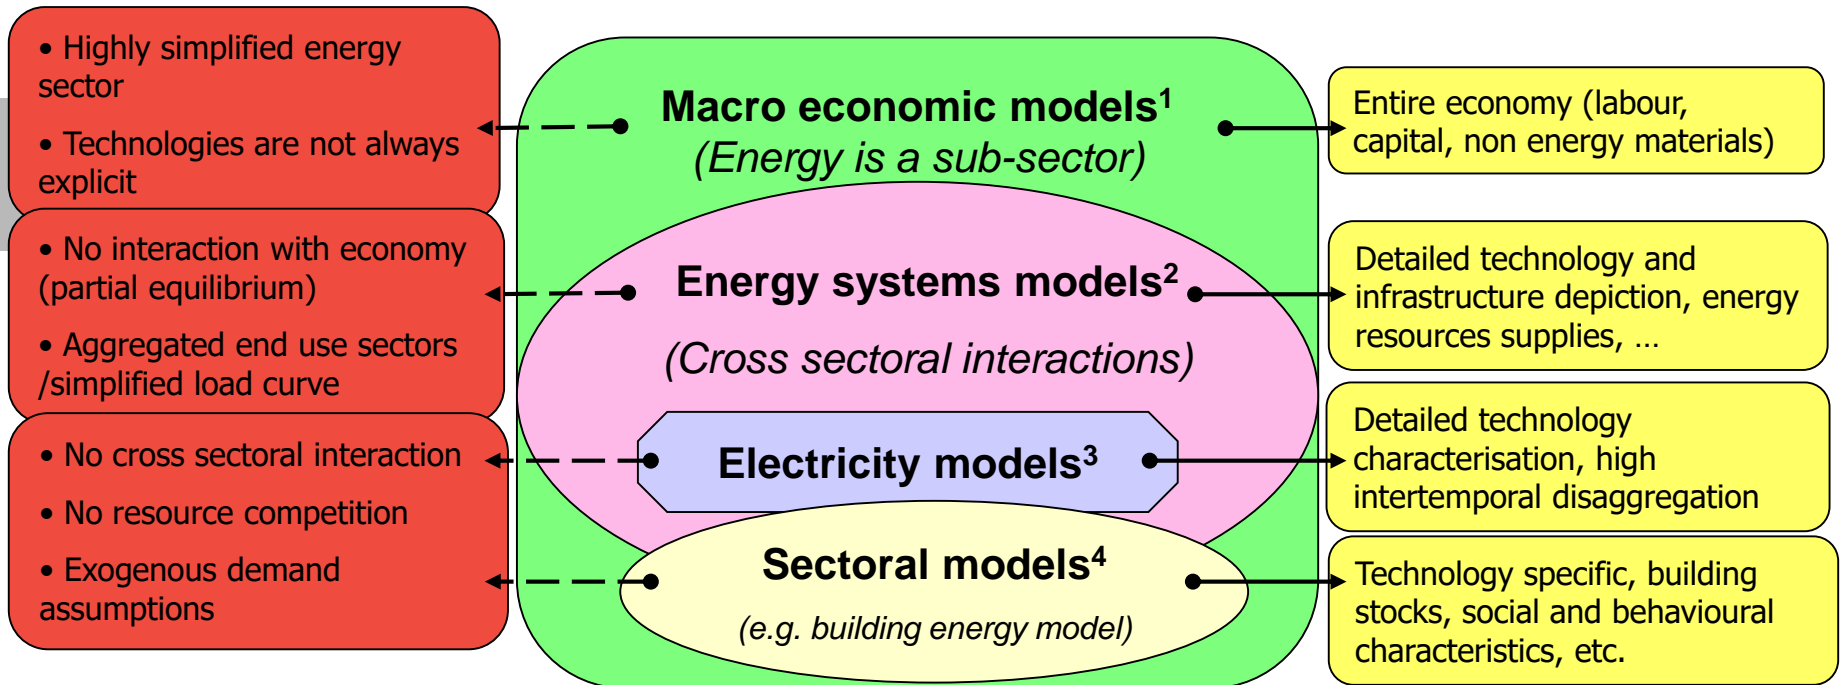 • Highly simplified energy
sector
• Technologies are not always
explicit
• No interaction with economy
(partial equilibrium)
• Aggregated end use sectors
/simplified load curve
• No cross sectoral interaction
• No resource competition
• Exogenous demand
assumptions
Macro economic models¹
(Energy is a sub-sector)
Energy systems models²
(Cross sectoral interactions)
Electricity models³
Sectoral models⁴
(e.g. building energy model)
Entire economy (labour,
capital, non energy materials)
Detailed technology and
infrastructure depiction, energy
resources supplies, …
Detailed technology
characterisation, high
intertemporal disaggregation
Technology specific, building
stocks, social and behavioural
characteristics, etc.